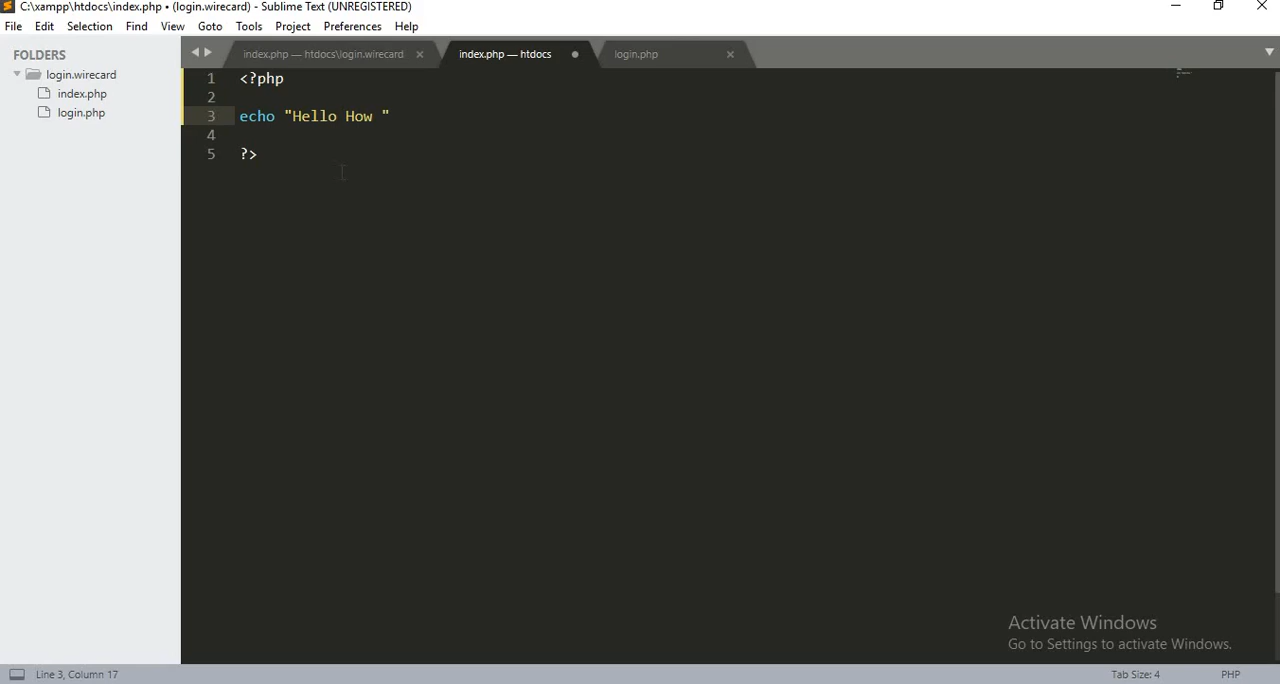 C:\xampp\htdocs\index.php • (login.wirecard) - Sublime Text (UNREGISTERED)
File Edit Selection Find View Goto Tools Project Preferences Help
FOLDERS
login.wirecard
index.php
login.php
index.php — htdocs\login.wirecard
index.php — htdocs
login.php
1 <?php
2
3 echo "Hello How "
4
5 ?>
Activate Windows
Go to Settings to activate Windows.
Line 3, Column 17
Tab Size: 4
PHP